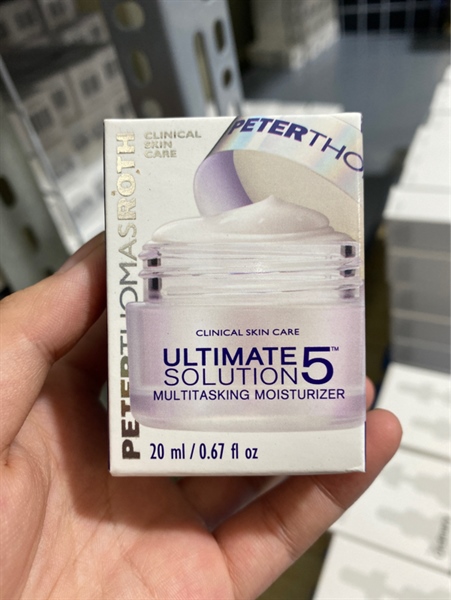 PETERTHOMASROTH
CLINICAL
SKIN
CARE
PETERTHO
CLINICAL SKIN CARE
ULTIMATE
SOLUTION 5™
MULTITASKING MOISTURIZER
20 ml / 0.67 fl oz